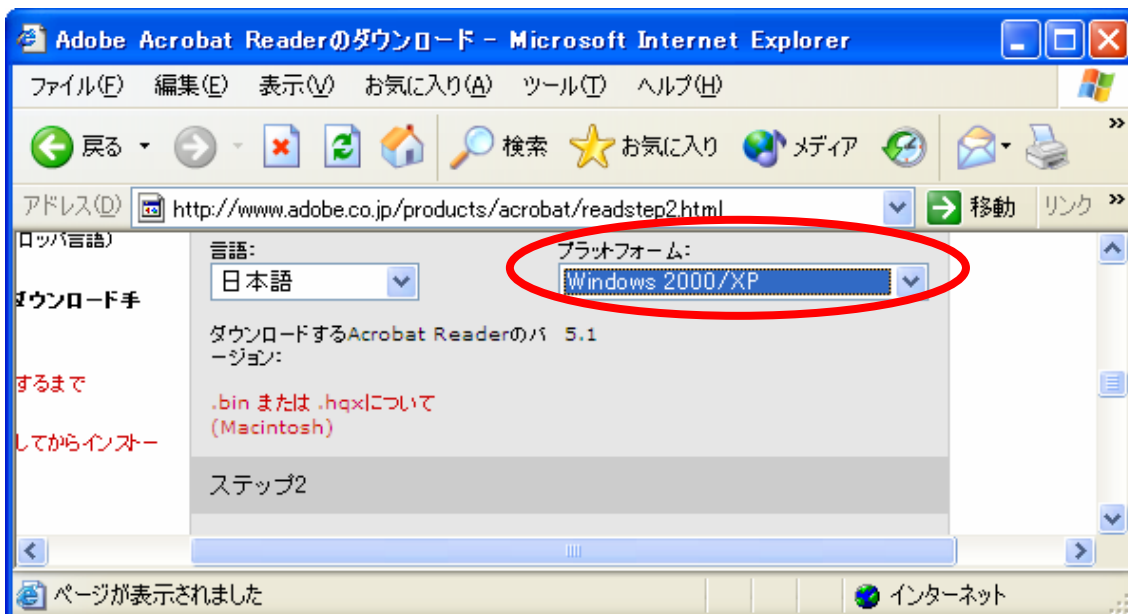 Adobe Acrobat Readerのダウンロード - Microsoft Internet Explorer
ファイル(F) 編集(E) 表示(V) お気に入り(A) ツール(T) ヘルプ(H)
戻る 検索 お気に入り メディア »
アドレス(D) http://www.adobe.co.jp/products/acrobat/readstep2.html 移動 リンク »
ロッパ言語)
言語: プラットフォーム:
日本語 Windows 2000/XP
ダウンロード手
ダウンロードするAcrobat Readerのバ 5.1
ージョン:
するまで
.bin または .hqxについて
(Macintosh)
してからインストー
ステップ2
ページが表示されました インターネット